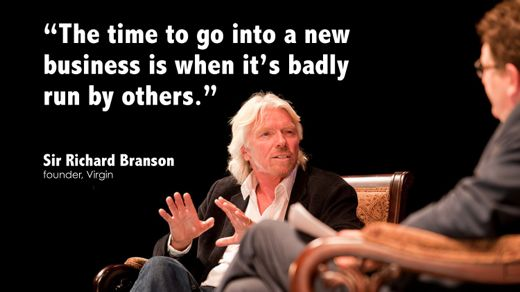 “The time to go into a new
business is when it’s badly
run by others.”
Sir Richard Branson
founder, Virgin